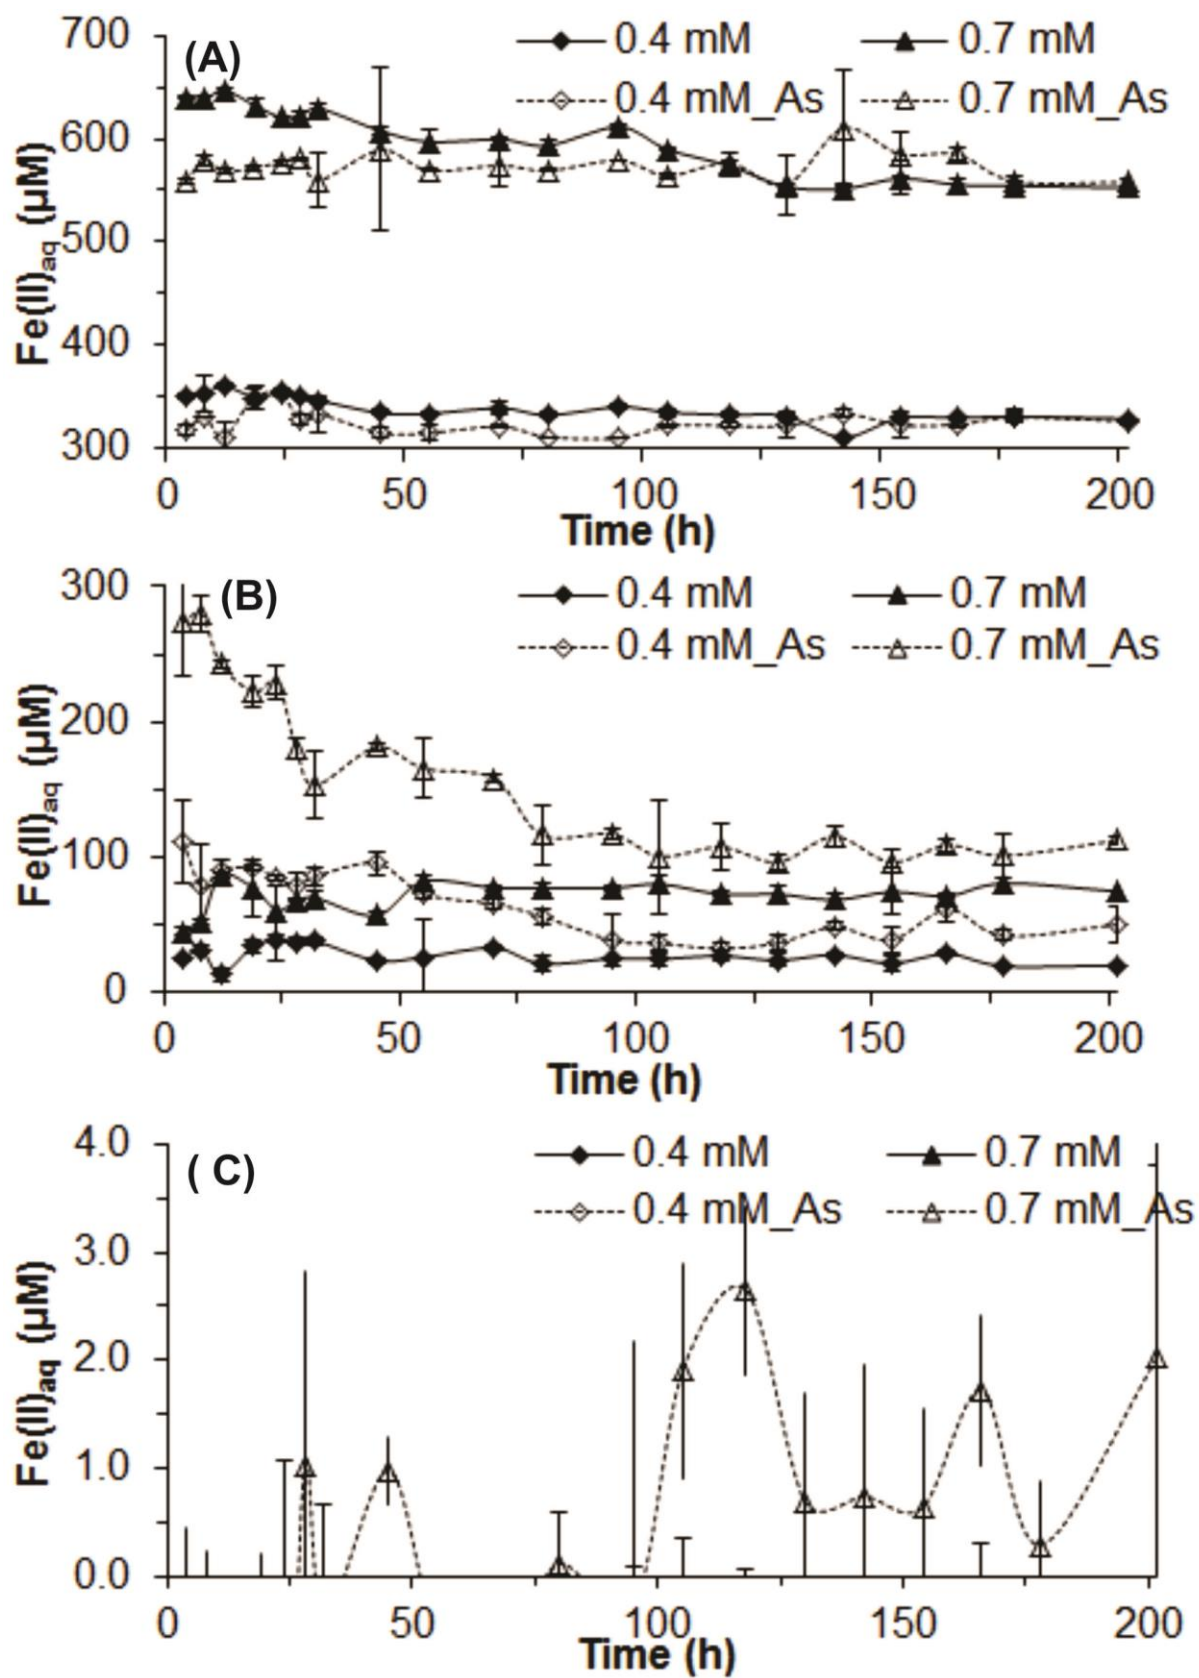 700
(A)
0.4 mM
0.7 mM
0.4 mM_As
0.7 mM_As
600
500
400
300
Fe(II)aq (µM)
0
50
100
150
200
Time (h)
300
(B)
0.4 mM
0.7 mM
0.4 mM_As
0.7 mM_As
200
100
0
Fe(II)aq (µM)
0
50
100
150
200
Time (h)
4.0
( C)
0.4 mM
0.7 mM
0.4 mM_As
0.7 mM_As
3.0
2.0
1.0
0.0
Fe(II)aq (µM)
0
50
100
150
200
Time (h)